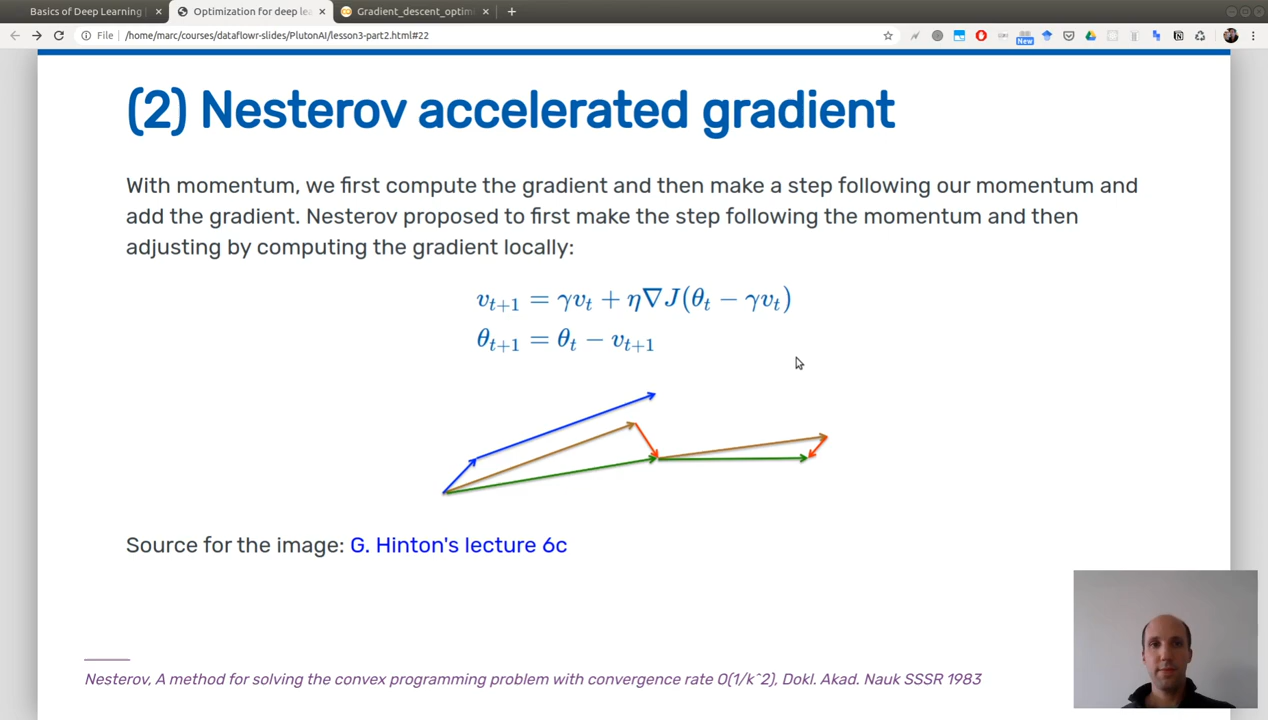 Basics of Deep Learning
Optimization for deep lea
Gradient_descent_optim
File
/home/marc/courses/dataflowr-slides/PlutonAI/lesson3-part2.html#22
New
(2) Nesterov accelerated gradient
With momentum, we first compute the gradient and then make a step following our momentum and
add the gradient. Nesterov proposed to first make the step following the momentum and then
adjusting by computing the gradient locally:
v_{t+1} = γv_t + η∇J(θ_t − γv_t)
θ_{t+1} = θ_t − v_{t+1}
Source for the image: G. Hinton's lecture 6c
Nesterov, A method for solving the convex programming problem with convergence rate O(1/k^2), Dokl. Akad. Nauk SSSR 1983